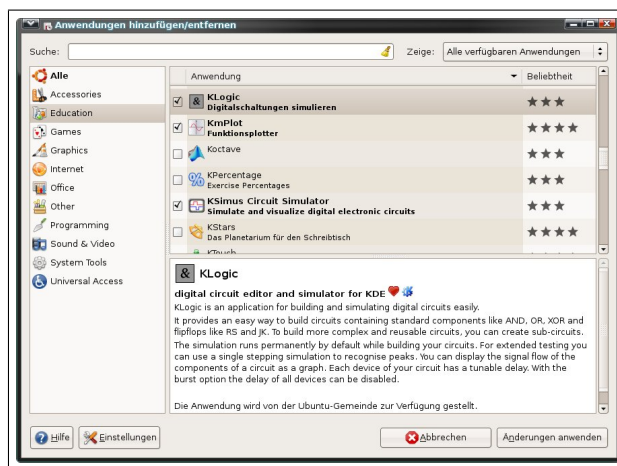 Anwendungen hinzufügen/entfernen
Suche: Zeige: Alle verfügbaren Anwendungen
Alle
Accessories
Education
Games
Graphics
Internet
Office
Other
Programming
Sound & Video
System Tools
Universal Access
Anwendung Beliebtheit
KLogic
Digitalschaltungen simulieren
KmPlot
Funktionsplotter
Koctave
KPercentage
Exercise Percentages
KSimus Circuit Simulator
Simulate and visualize digital electronic circuits
KStars
Das Planetarium für den Schreibtisch
KTouch
& KLogic
digital circuit editor and simulator for KDE
KLogic is an application for building and simulating digital circuits easily.
It provides an easy way to build circuits containing standard components like AND, OR, XOR and
flipflops like RS and JK. To build more complex and reusable circuits, you can create sub-circuits.
The simulation runs permanently by default while building your circuits. For extended testing you
can use a single stepping simulation to recognise peaks. You can display the signal flow of the
components of a circuit as a graph. Each device of your circuit has a tunable delay. With the
burst option the delay of all devices can be disabled.
Die Anwendung wird von der Ubuntu-Gemeinde zur Verfügung gestellt.
Hilfe Einstellungen Abbrechen Änderungen anwenden